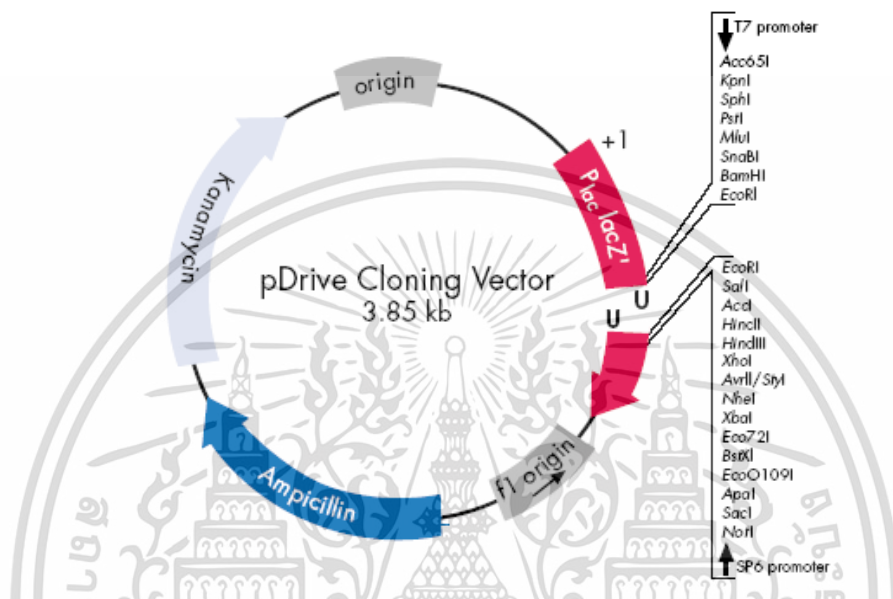 T7 promoter
Acc65I
KpnI
SphI
PstI
MluI
SnaBI
BamHI
EcoRI
origin
+1
Plac lacZ'
Kanamycin
pDrive Cloning Vector
3.85 kb
U
U
EcoRI
SalI
AccI
HincII
HindIII
XhoI
AvrII/StyI
NheI
XbaI
Eco72I
BstXI
EcoO109I
ApaI
SacI
NotI
SP6 promoter
f1 origin
Ampicillin